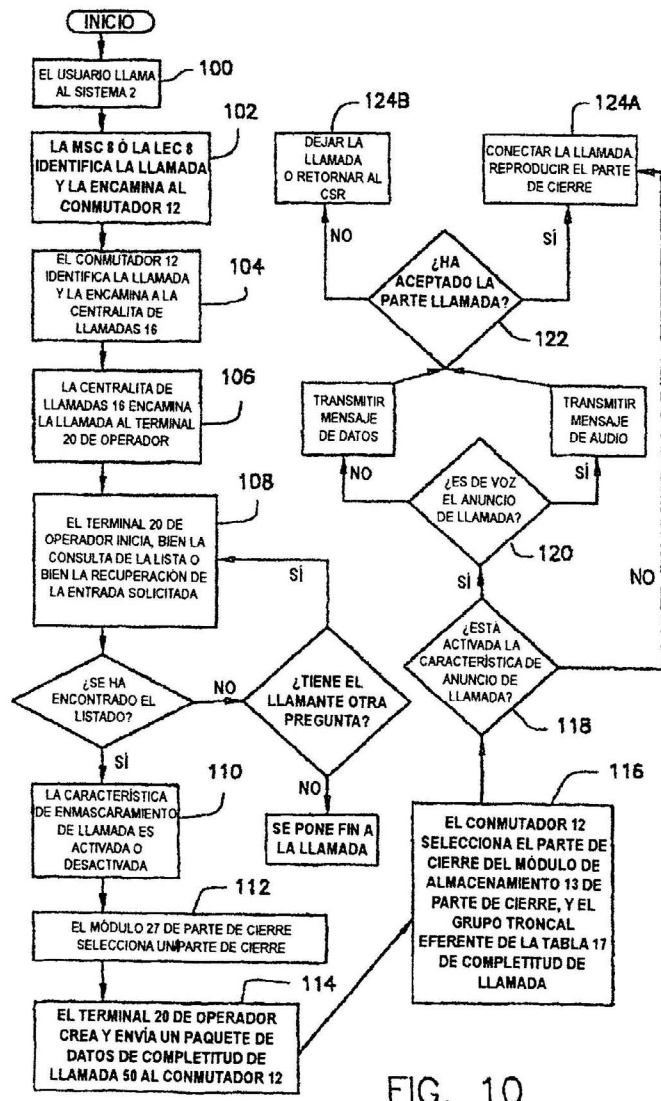 INICIO
100
EL USUARIO LLAMA
AL SISTEMA 2
102
LA MSC 8 Ó LA LEC 8
IDENTIFICA LA LLAMADA
Y LA ENCAMINA AL
CONMUTADOR 12
104
EL CONMUTADOR 12
IDENTIFICA LA LLAMADA
Y LA ENCAMINA A LA
CENTRALITA DE
LLAMADAS 16
106
LA CENTRALITA DE
LLAMADAS 16 ENCAMINA
LA LLAMADA AL TERMINAL
20 DE OPERADOR
108
EL TERMINAL 20 DE
OPERADOR INICIA, BIEN LA
CONSULTA DE LA LISTA O
BIEN LA RECUPERACIÓN DE
LA ENTRADA SOLICITADA
¿SE HA
ENCONTRADO EL
LISTADO?
NO
SÍ
¿TIENE EL
LLAMANTE OTRA
PREGUNTA?
SÍ
NO
SE PONE FIN A
LA LLAMADA
110
LA CARACTERÍSTICA
DE ENMASCARAMIENTO
DE LLAMADA ES
ACTIVADA O
DESACTIVADA
112
EL MÓDULO 27 DE PARTE DE CIERRE
SELECCIONA UN PARTE DE CIERRE
114
EL TERMINAL 20 DE OPERADOR
CREA Y ENVÍA UN PAQUETE DE
DATOS DE COMPLETITUD DE
LLAMADA 50 AL CONMUTADOR 12
116
EL CONMUTADOR 12
SELECCIONA EL PARTE DE
CIERRE DEL MÓDULO DE
ALMACENAMIENTO 13 DE
PARTE DE CIERRE, Y EL
GRUPO TRONCAL
EFERENTE DE LA TABLA 17
DE COMPLETITUD DE
LLAMADA
¿ESTÁ
ACTIVADA LA
CARACTERÍSTICA DE
ANUNCIO DE
LLAMADA?
118
SÍ
NO
¿ES DE VOZ
EL ANUNCIO
DE LLAMADA?
120
NO
SÍ
TRANSMITIR
MENSAJE
DE DATOS
TRANSMITIR
MENSAJE
DE AUDIO
¿HA
ACEPTADO LA
PARTE LLAMADA?
122
NO
SÍ
124B
DEJAR LA
LLAMADA
O RETORNAR AL
CSR
124A
CONECTAR LA LLAMADA.
REPRODUCIR EL PARTE
DE CIERRE
FIG. 10